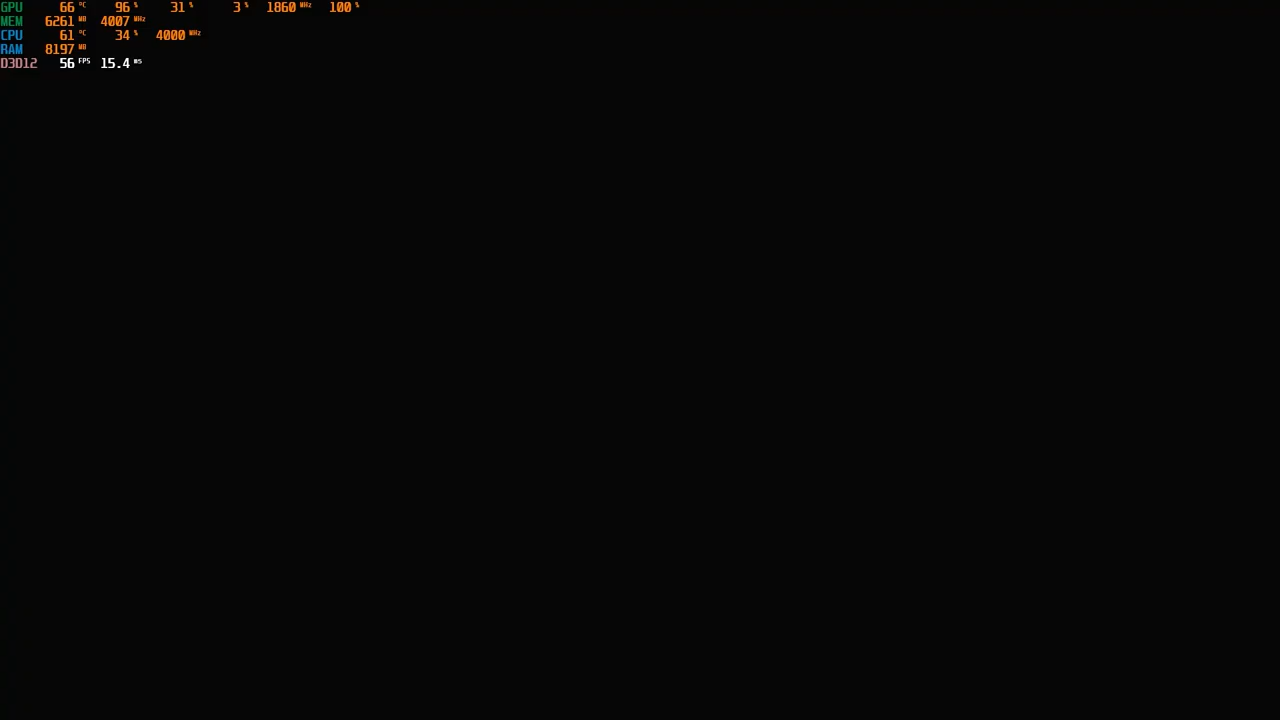 GPU 66 °C 96 % 31 % 3 % 1860 MHz 100 %
MEM 6261 MB 4007 MHz
CPU 61 °C 34 % 4000 MHz
RAM 8197 MB
D3D12 56 FPS 15.4 ms